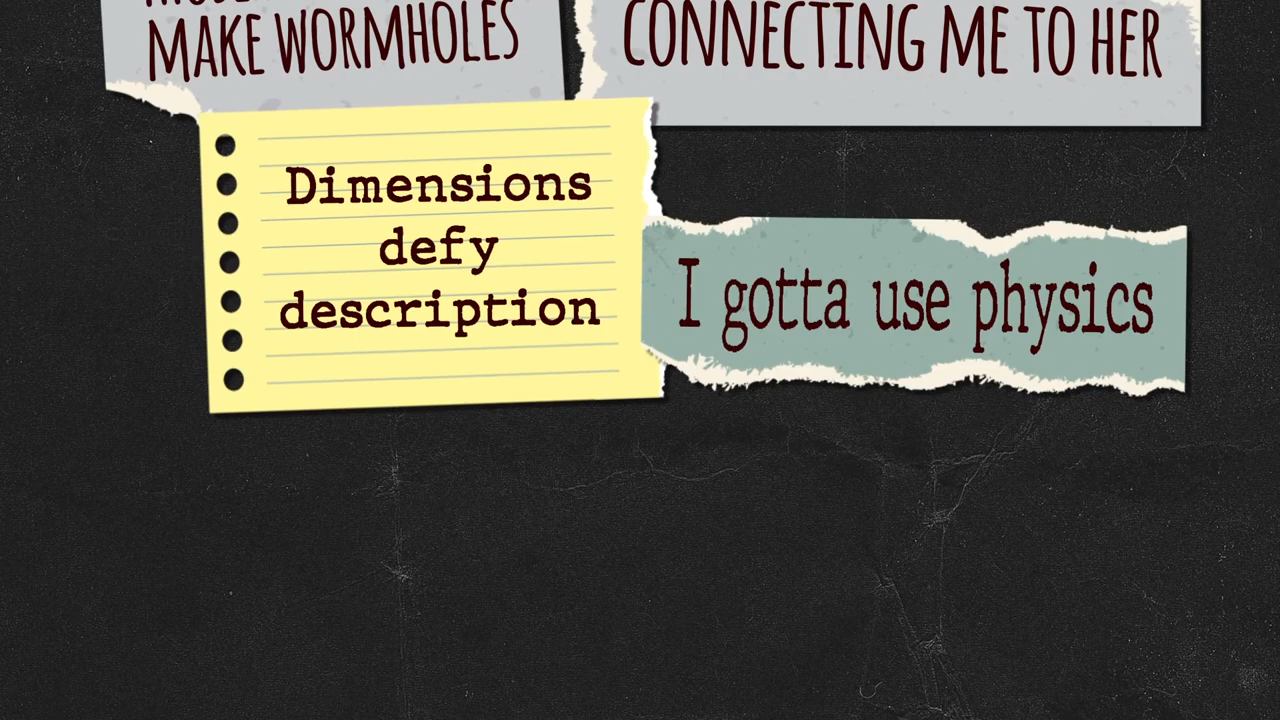 MAKE WORMHOLES
CONNECTING ME TO HER
Dimensions
defy
description
I gotta use physics